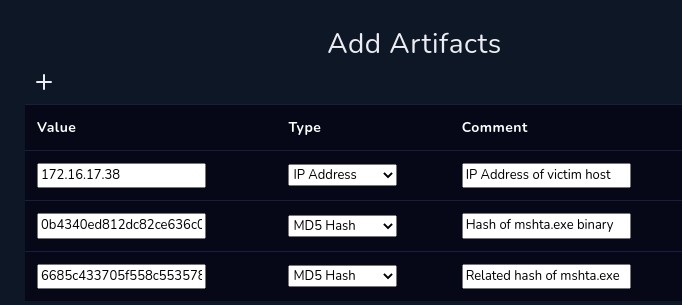 Add Artifacts
+
Value Type Comment
172.16.17.38 IP Address IP Address of victim host
0b4340ed812dc82ce636c0 MD5 Hash Hash of mshta.exe binary
6685c433705f558c553578 MD5 Hash Related hash of mshta.exe